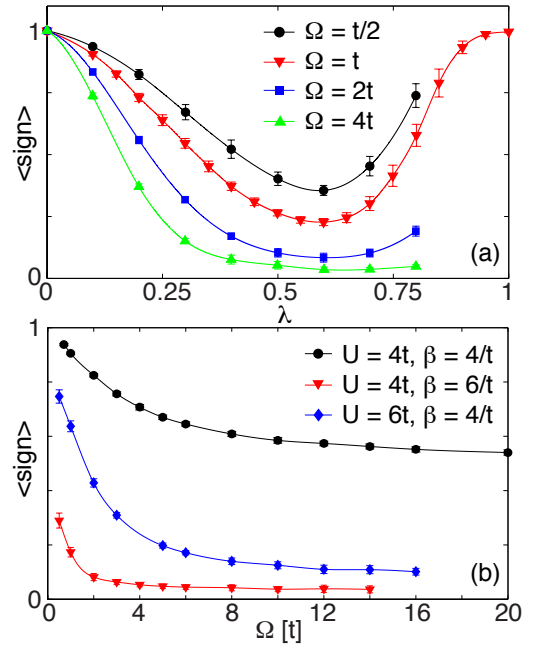 1
<sign>
0
Ω = t/2
Ω = t
Ω = 2t
Ω = 4t
(a)
0 0.25 0.5 0.75 1
λ
1
<sign>
0
U = 4t, β = 4/t
U = 4t, β = 6/t
U = 6t, β = 4/t
(b)
0 4 8 12 16 20
Ω [t]